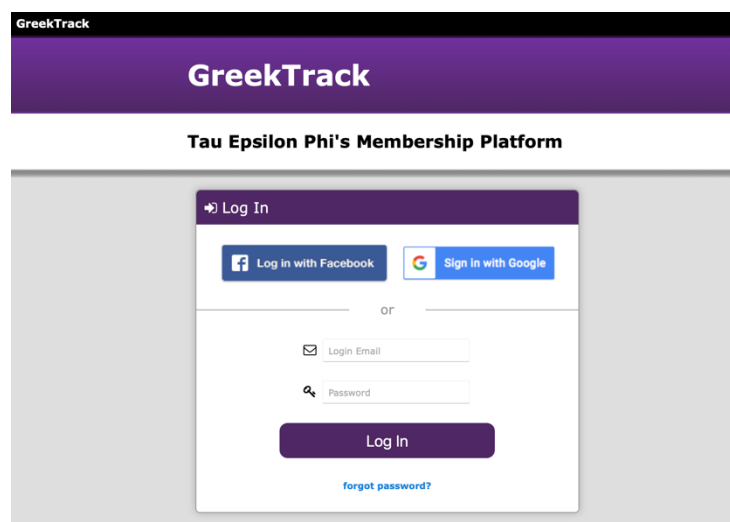 GreekTrack
GreekTrack
Tau Epsilon Phi's Membership Platform
Log In
Log in with Facebook
Sign in with Google
or
Login Email
Password
Log In
forgot password?